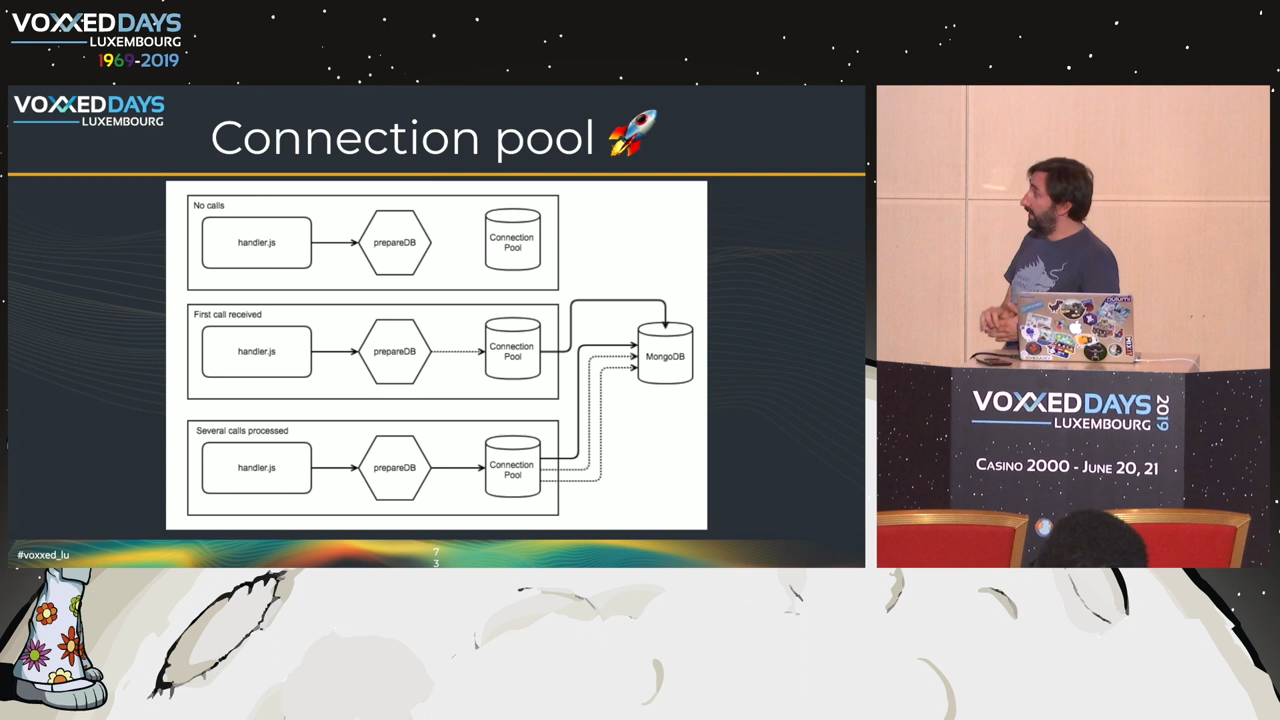 VOXXEDDAYS
LUXEMBOURG
1969-2019
VOXXEDDAYS
LUXEMBOURG
Connection pool
No calls
handler.js
prepareDB
Connection
Pool
First call received
handler.js
prepareDB
Connection
Pool
MongoDB
Several calls processed
handler.js
prepareDB
Connection
Pool
#voxxed_lu
7
3
pulumi
VOXXEDDAYS
2019
LUXEMBOURG
CASINO 2000 - JUNE 20, 21